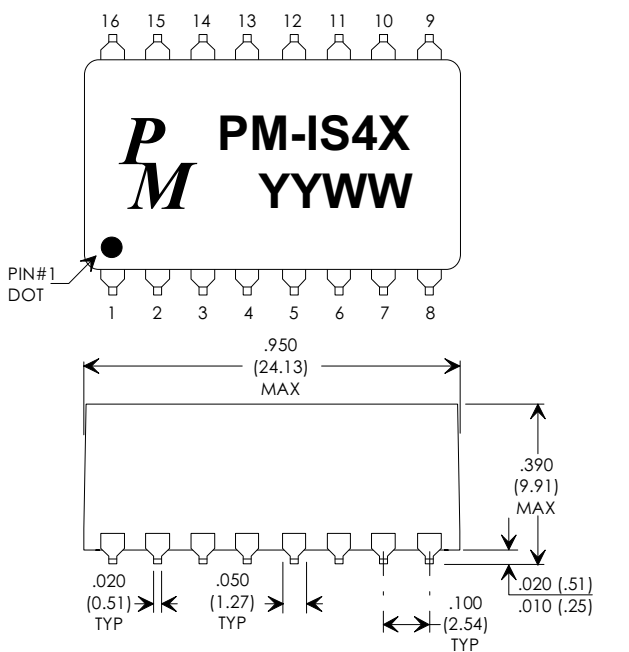 16 15 14 13 12 11 10 9
P
M
PM-IS4X
YYWW
PIN#1
DOT
1 2 3 4 5 6 7 8
.950
(24.13)
MAX
.390
(9.91)
MAX
.020
(0.51)
TYP
.050
(1.27)
TYP
.100
(2.54)
TYP
.020 (.51)
.010 (.25)